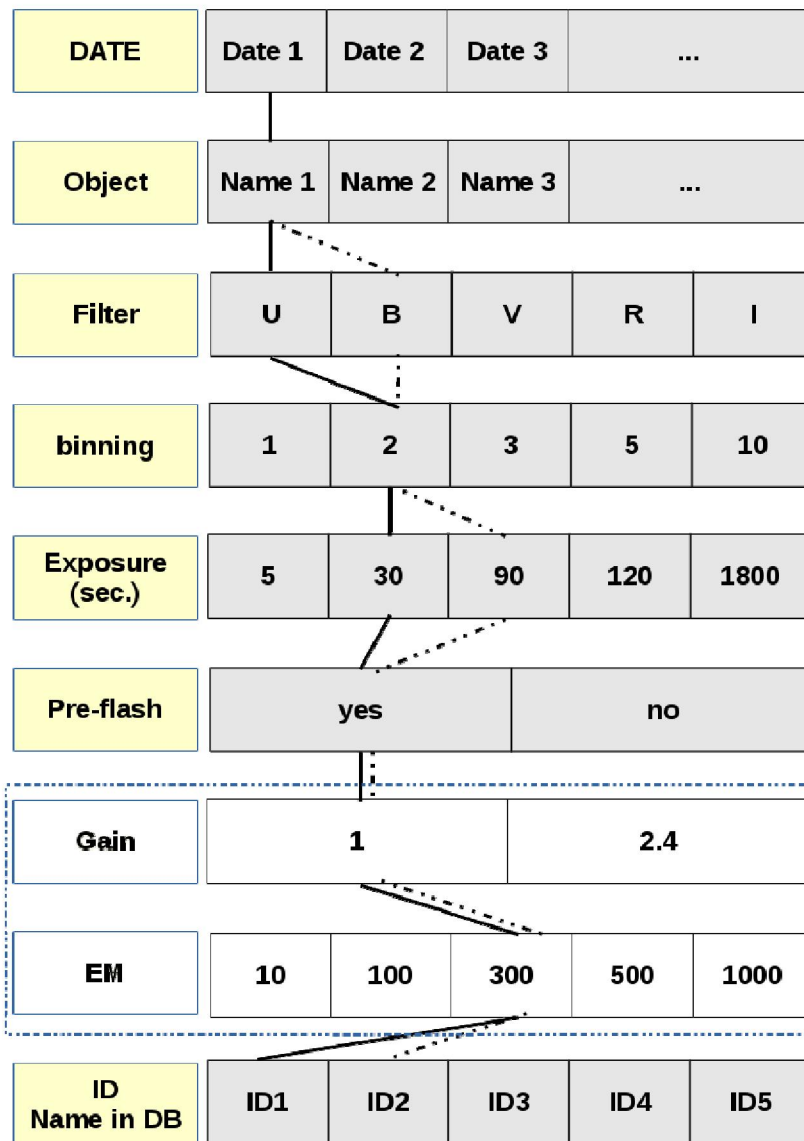 DATE Date 1 Date 2 Date 3 ...
Object Name 1 Name 2 Name 3 ...
Filter U B V R I
binning 1 2 3 5 10
Exposure
(sec.) 5 30 90 120 1800
Pre-flash yes no
Gain 1 2.4
EM 10 100 300 500 1000
ID
Name in DB ID1 ID2 ID3 ID4 ID5